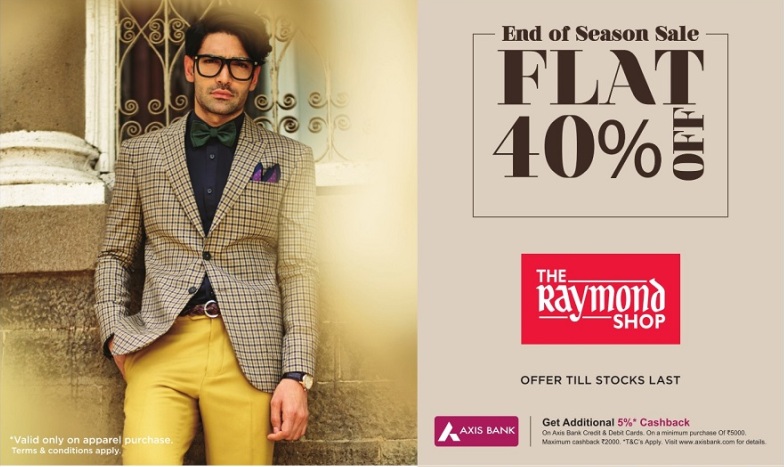 End of Season Sale
FLAT
40% OFF
THE
Raymond
SHOP
OFFER TILL STOCKS LAST
AXIS BANK
Get Additional 5%* Cashback
On Axis Bank Credit & Debit Cards. On a minimum purchase Of ₹5000.
Maximum cashback ₹2000. *T&C's Apply. Visit www.axisbank.com for details.
*Valid only on apparel purchase.
Terms & conditions apply.